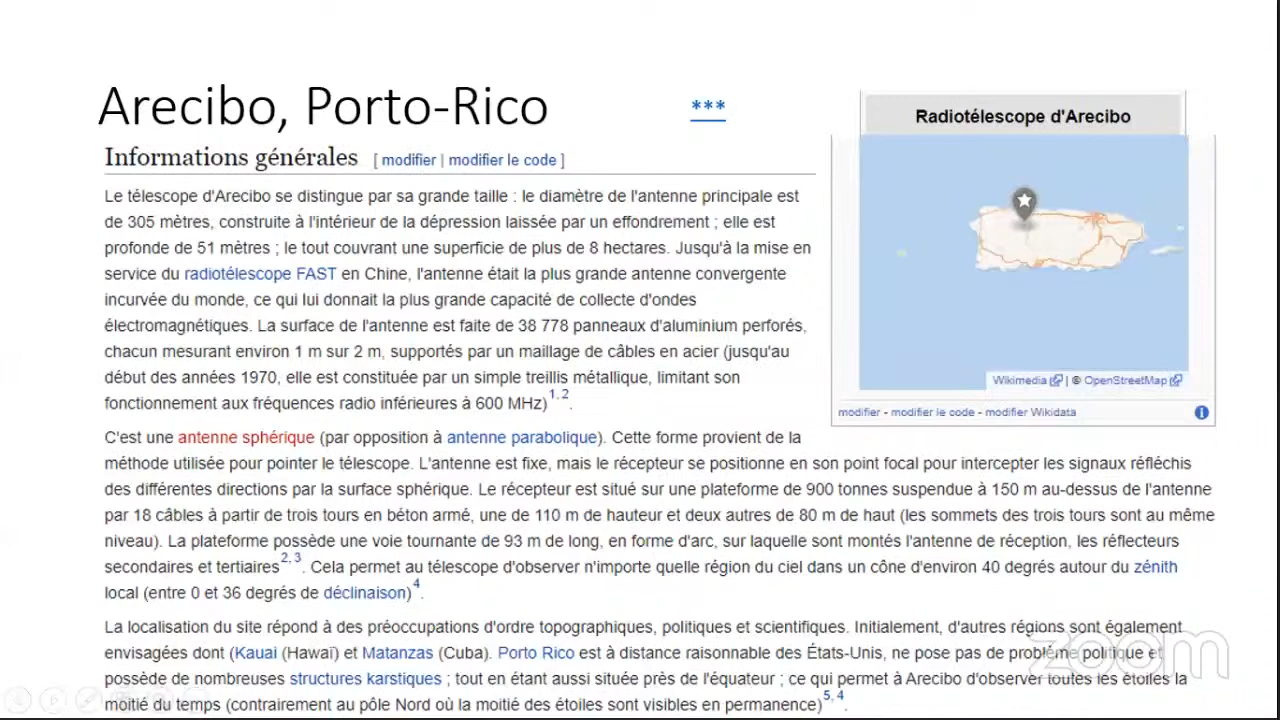 Arecibo, Porto-Rico
***
Radiotélescope d'Arecibo
Informations générales [ modifier | modifier le code ]
Le télescope d'Arecibo se distingue par sa grande taille : le diamètre de l'antenne principale est
de 305 mètres, construite à l'intérieur de la dépression laissée par un effondrement ; elle est
profonde de 51 mètres ; le tout couvrant une superficie de plus de 8 hectares. Jusqu'à la mise en
service du radiotélescope FAST en Chine, l'antenne était la plus grande antenne convergente
incurvée du monde, ce qui lui donnait la plus grande capacité de collecte d'ondes
électromagnétiques. La surface de l'antenne est faite de 38 778 panneaux d'aluminium perforés,
chacun mesurant environ 1 m sur 2 m, supportés par un maillage de câbles en acier (jusqu'au
début des années 1970, elle est constituée par un simple treillis métallique, limitant son
fonctionnement aux fréquences radio inférieures à 600 MHz)1, 2.
Wikimedia | © OpenStreetMap
modifier - modifier le code - modifier Wikidata
C'est une antenne sphérique (par opposition à antenne parabolique). Cette forme provient de la
méthode utilisée pour pointer le télescope. L'antenne est fixe, mais le récepteur se positionne en son point focal pour intercepter les signaux réfléchis
des différentes directions par la surface sphérique. Le récepteur est situé sur une plateforme de 900 tonnes suspendue à 150 m au-dessus de l'antenne
par 18 câbles à partir de trois tours en béton armé, une de 110 m de hauteur et deux autres de 80 m de haut (les sommets des trois tours sont au même
niveau). La plateforme possède une voie tournante de 93 m de long, en forme d'arc, sur laquelle sont montés l'antenne de réception, les réflecteurs
secondaires et tertiaires2, 3. Cela permet au télescope d'observer n'importe quelle région du ciel dans un cône d'environ 40 degrés autour du zénith
local (entre 0 et 36 degrés de déclinaison)4.
La localisation du site répond à des préoccupations d'ordre topographiques, politiques et scientifiques. Initialement, d'autres régions sont également
envisagées dont (Kauai (Hawaï) et Matanzas (Cuba). Porto Rico est à distance raisonnable des États-Unis, ne pose pas de problème politique et
possède de nombreuses structures karstiques ; tout en étant aussi située près de l'équateur ; ce qui permet à Arecibo d'observer toutes les étoiles la
moitié du temps (contrairement au pôle Nord où la moitié des étoiles sont visibles en permanence)5, 4.
zoom